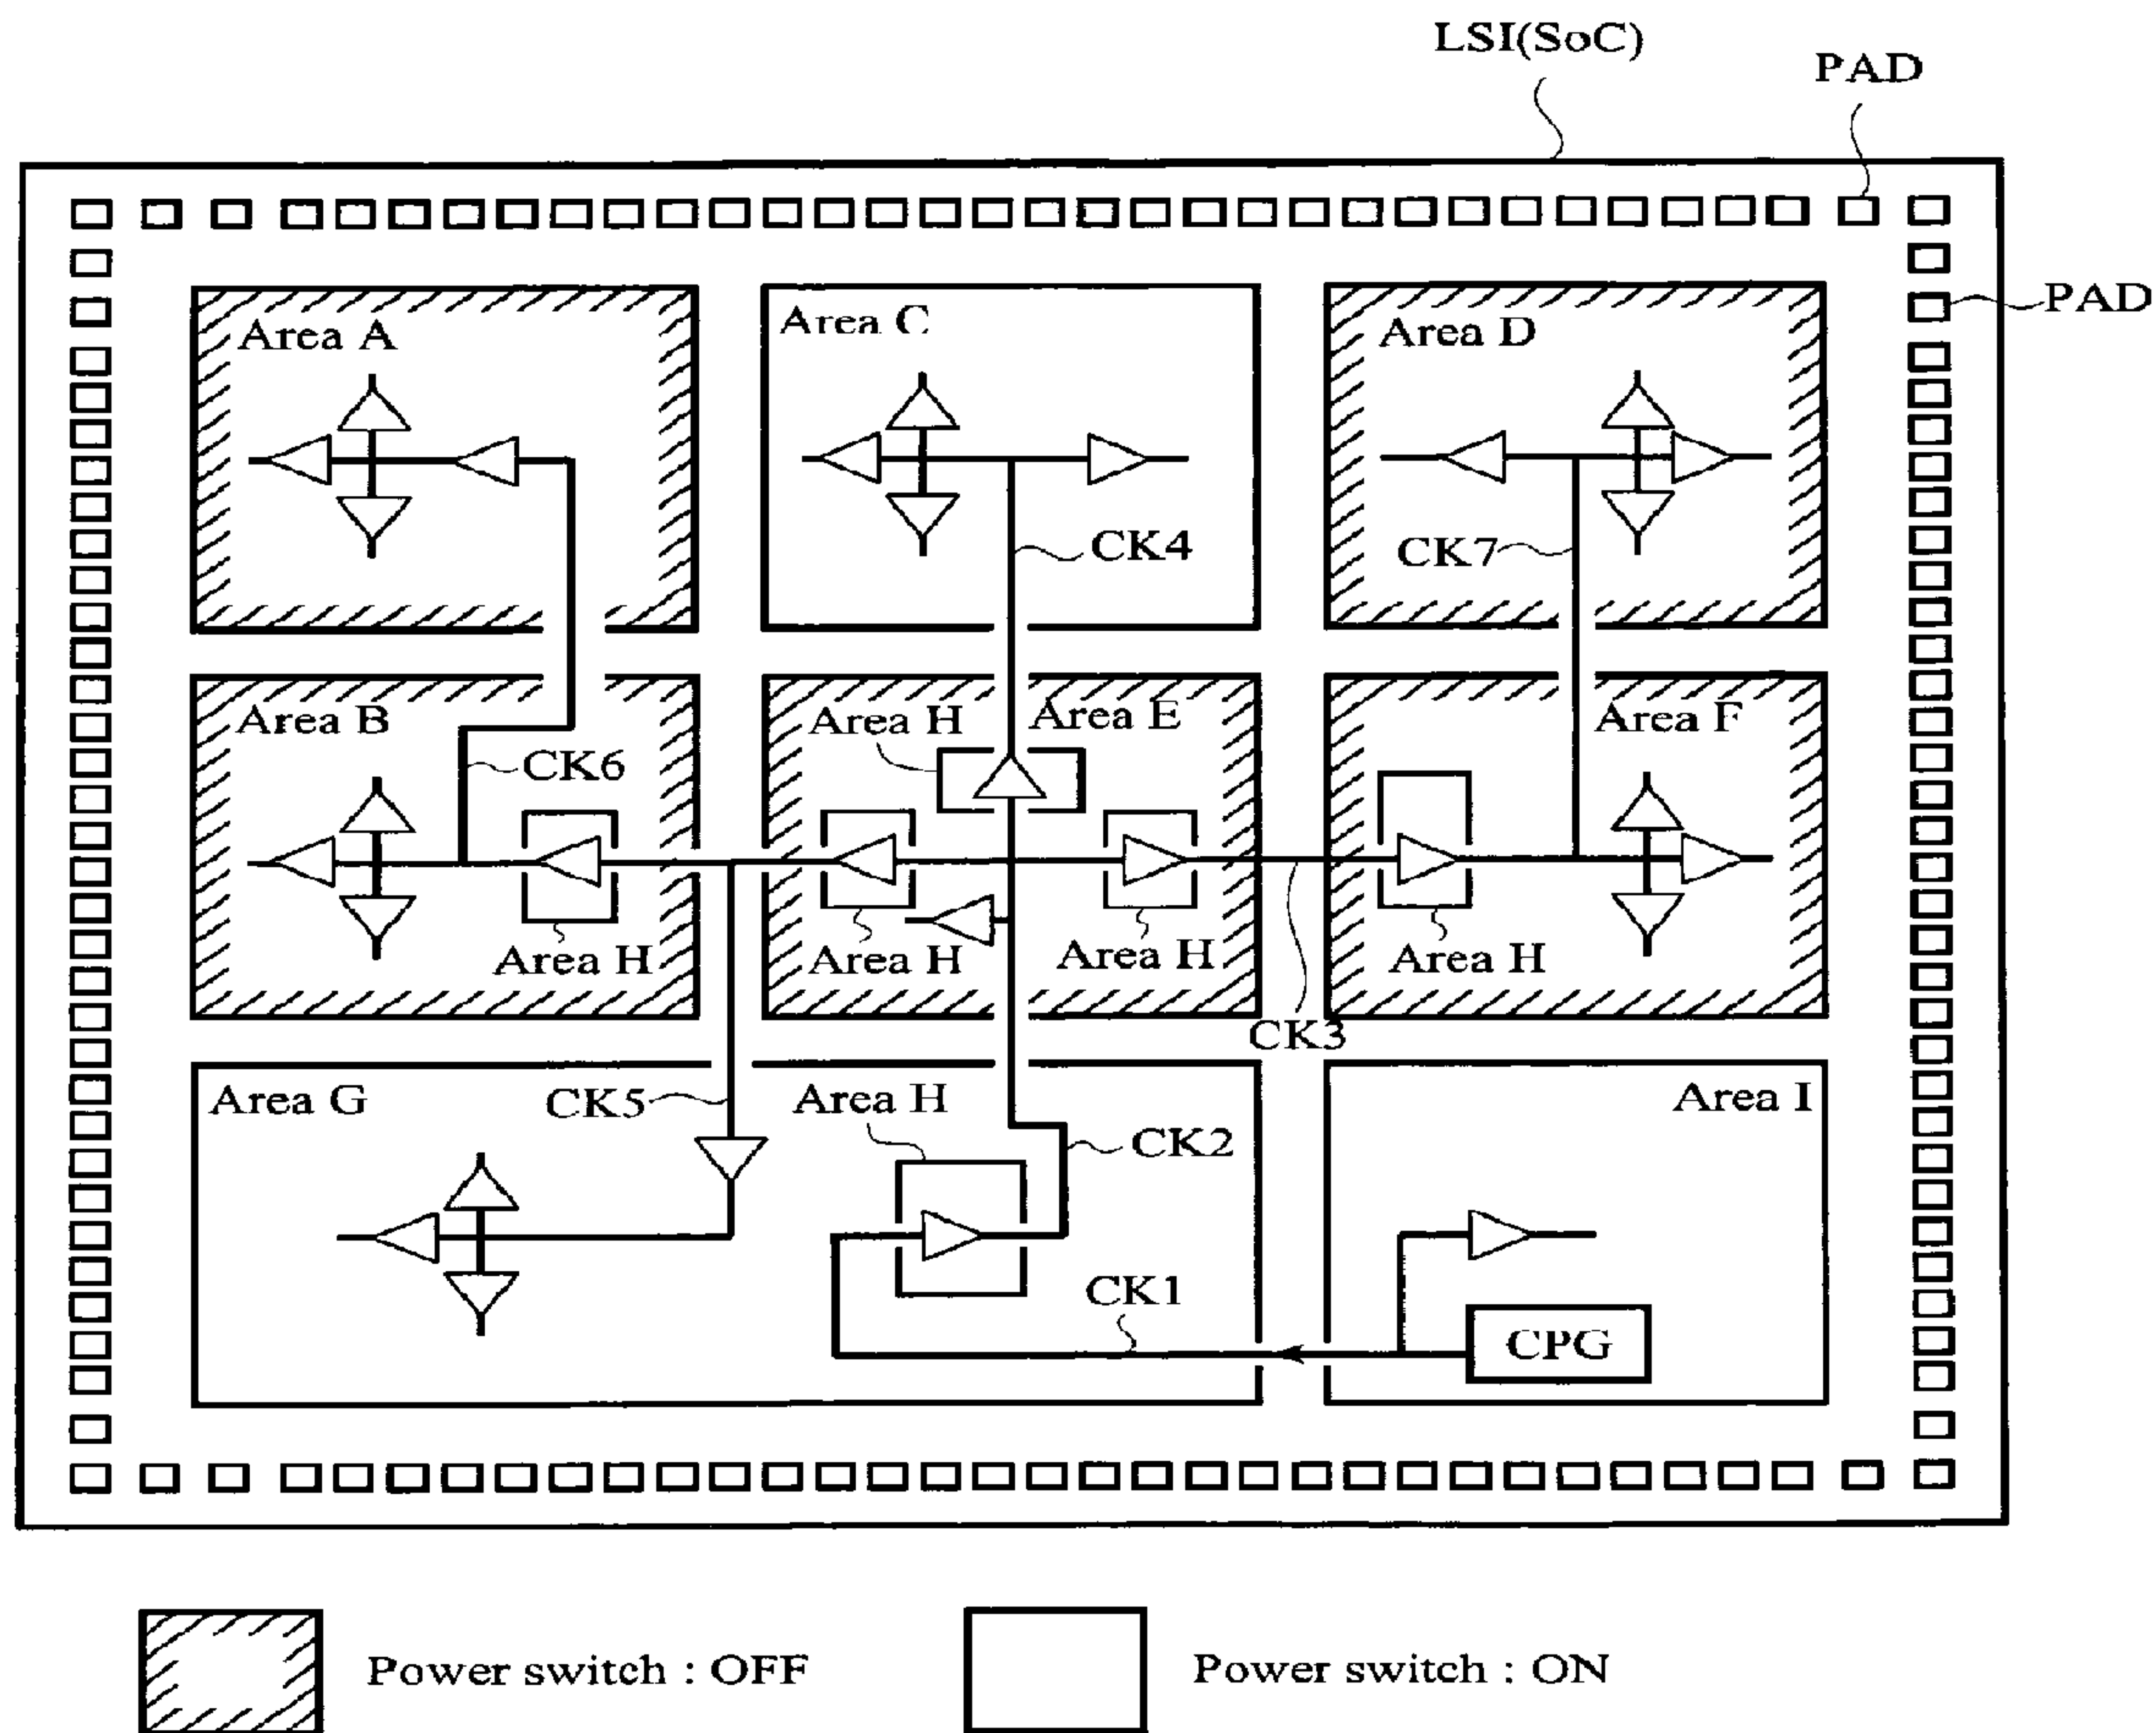 LSI(SoC)
PAD
PAD
Area A
Area C
Area D
CK4
CK7
Area B
Area H
Area E
Area F
CK6
Area H
Area H
Area H
Area H
CK3
Area G
CK5
Area H
Area I
CK2
CK1
CPG
Power switch : OFF
Power switch : ON